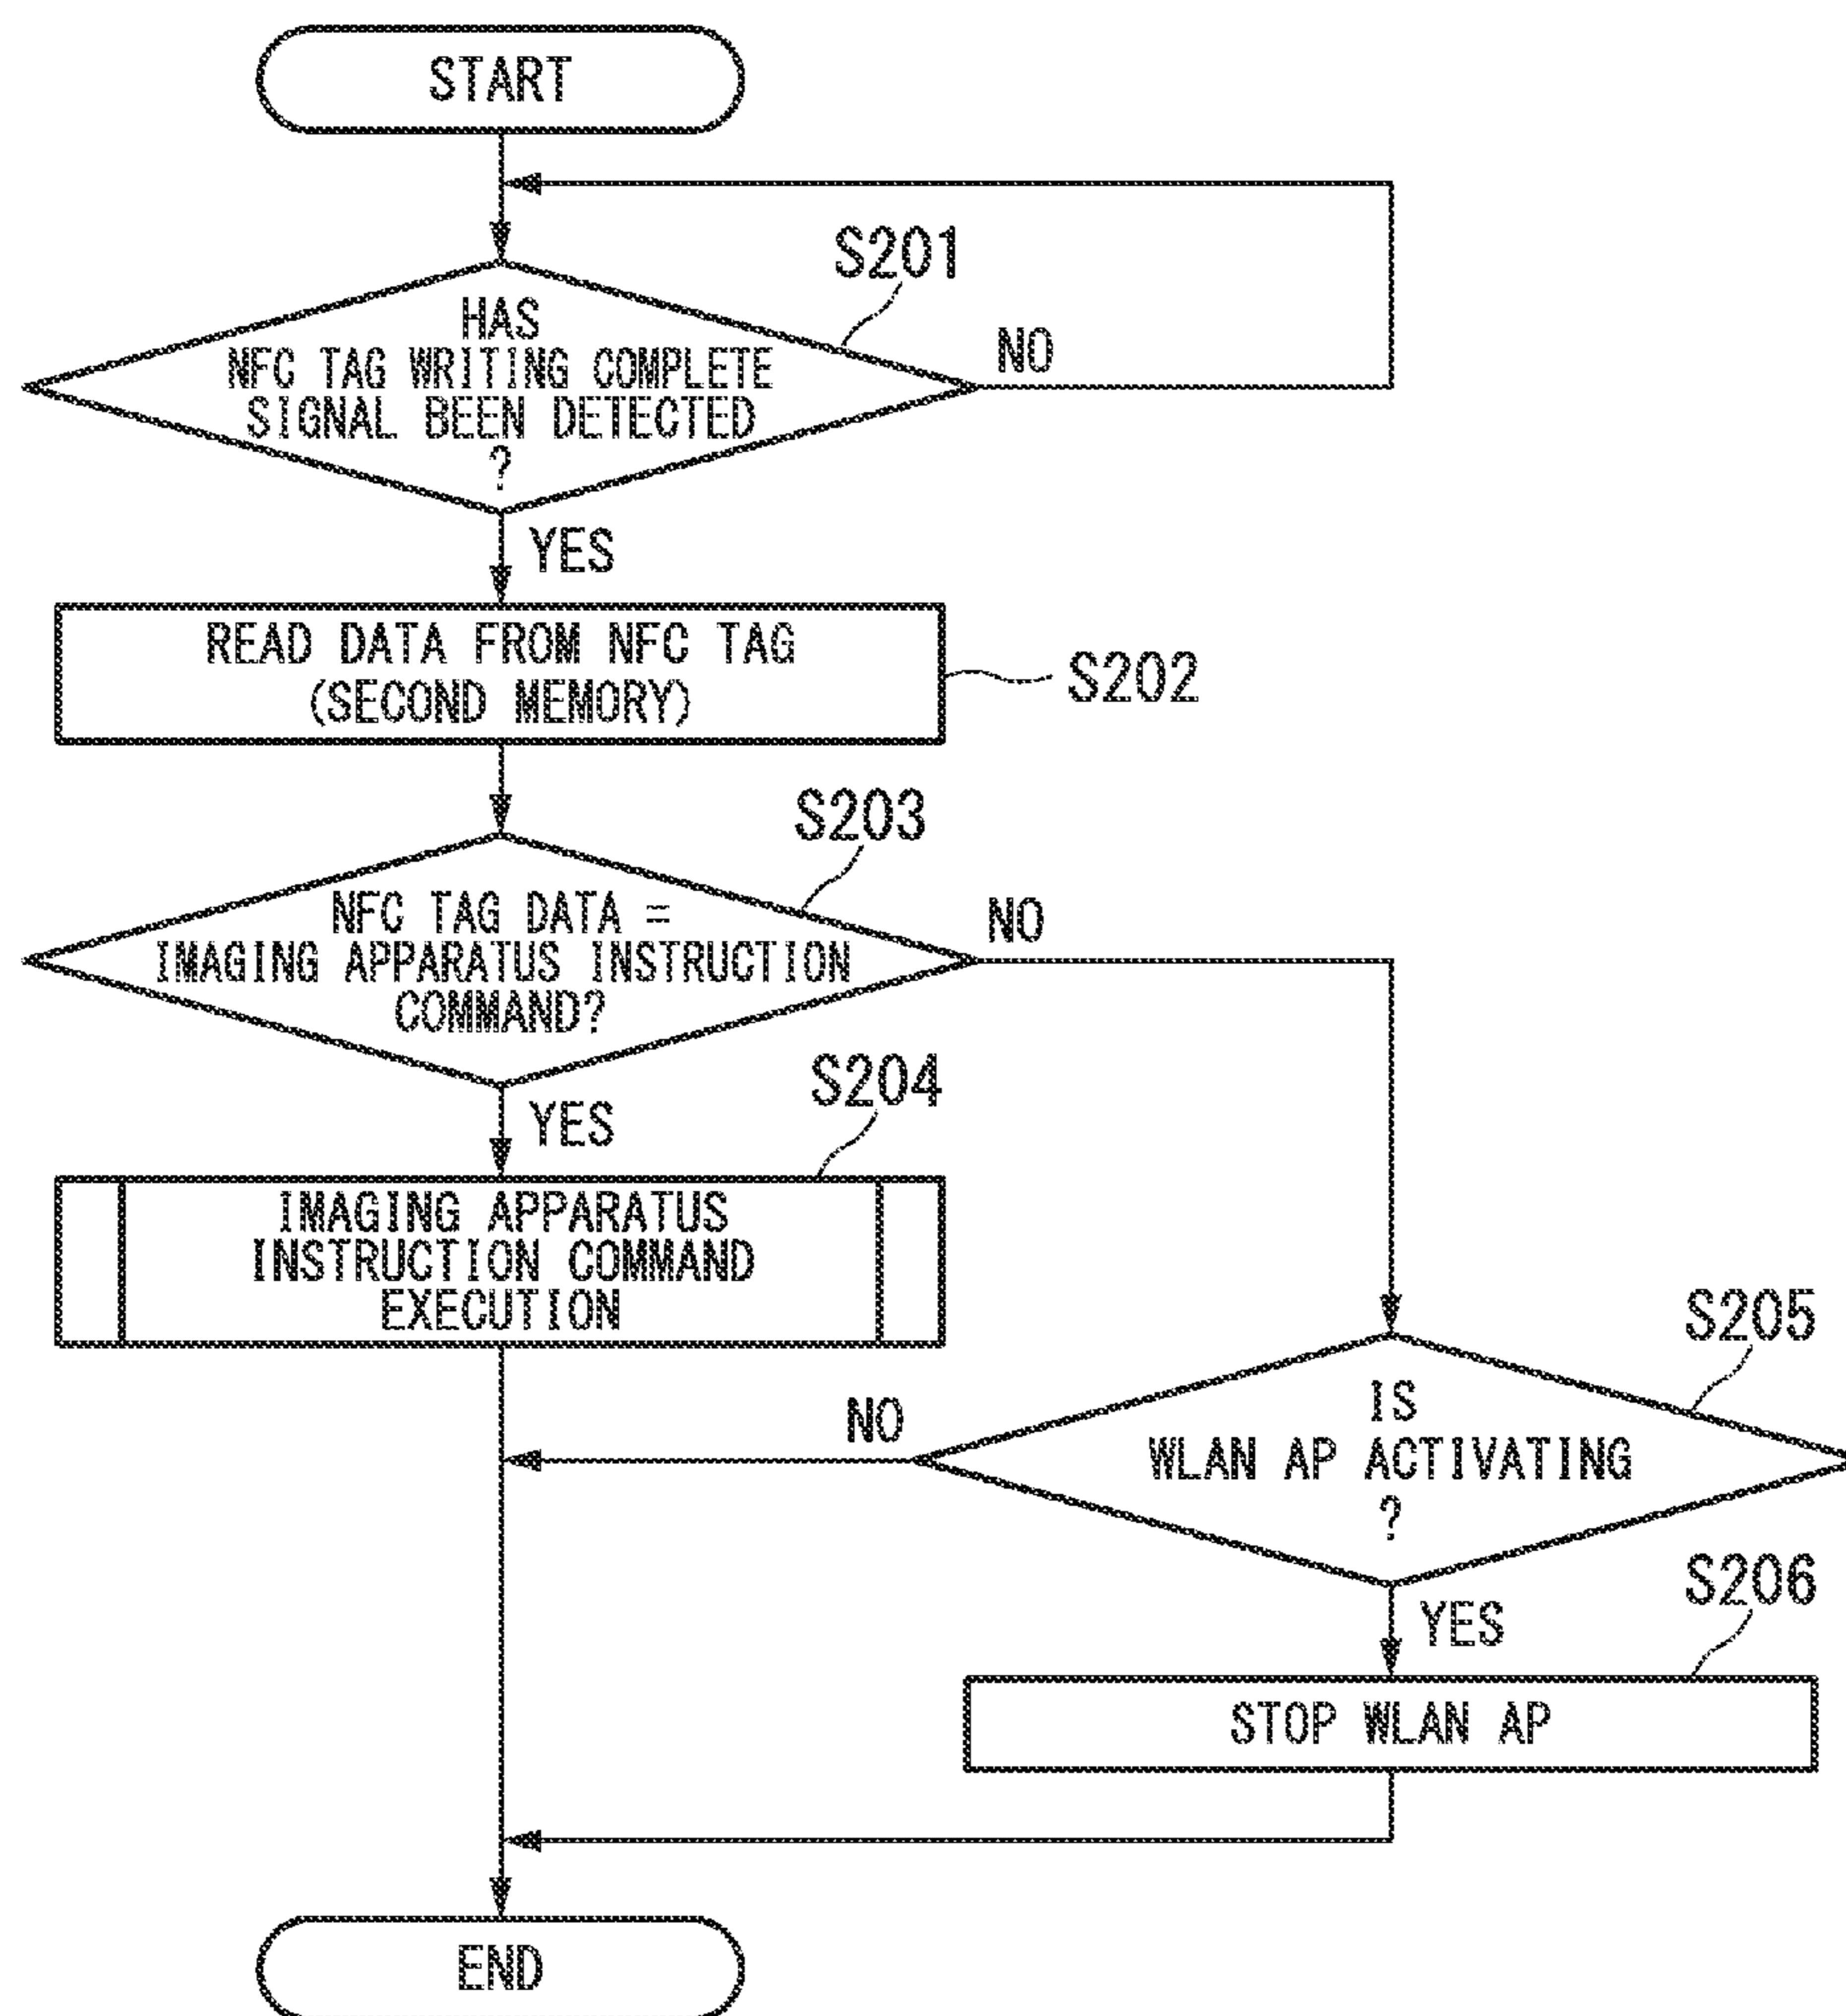 START
S201
HAS
NFC TAG WRITING COMPLETE
SIGNAL BEEN DETECTED
?
NO
YES
READ DATA FROM NFC TAG
(SECOND MEMORY)
S202
S203
NFC TAG DATA =
IMAGING APPARATUS INSTRUCTION
COMMAND?
NO
YES
S204
IMAGING APPARATUS
INSTRUCTION COMMAND
EXECUTION
S205
IS
WLAN AP ACTIVATING
?
NO
YES
S206
STOP WLAN AP
END